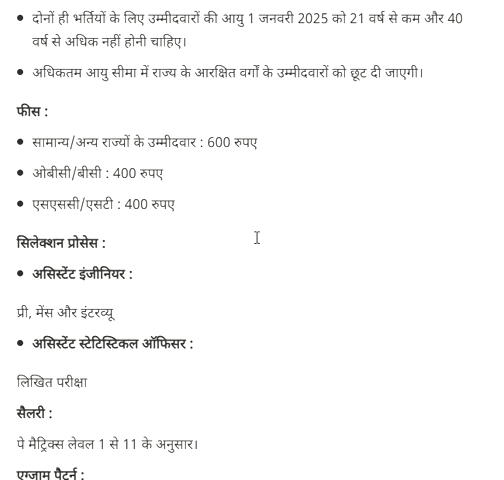 • दोनों ही भर्तियों के लिए उम्मीदवारों की आयु 1 जनवरी 2025 को 21 वर्ष से कम और 40
वर्ष से अधिक नहीं होनी चाहिए।
• अधिकतम आयु सीमा में राज्य के आरक्षित वर्गों के उम्मीदवारों को छूट दी जाएगी।
फीस :
• सामान्य/अन्य राज्यों के उम्मीदवार : 600 रुपए
• ओबीसी/बीसी : 400 रुपए
• एसएससी/एसटी : 400 रुपए
सिलेक्शन प्रोसेस :
• असिस्टेंट इंजीनियर :
प्री, मेंस और इंटरव्यू
• असिस्टेंट स्टेटिस्टिकल ऑफिसर :
लिखित परीक्षा
सैलरी :
पे मैट्रिक्स लेवल 1 से 11 के अनुसार।
एग्जाम पैटर्न :